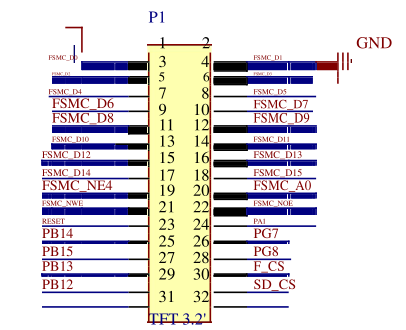 P1
1 2 GND
FSMC_D0 3 4 FSMC_D1
FSMC_D2 5 6 FSMC_D3
FSMC_D4 7 8 FSMC_D5
FSMC_D6 9 10 FSMC_D7
FSMC_D8 11 12 FSMC_D9
FSMC_D10 13 14 FSMC_D11
FSMC_D12 15 16 FSMC_D13
FSMC_D14 17 18 FSMC_D15
FSMC_NE4 19 20 FSMC_A0
FSMC_NWE 21 22 FSMC_NOE
RESET 23 24 PA1
PB14 25 26 PG7
PB15 27 28 PG8
PB13 29 30 F_CS
PB12 31 32 SD_CS
TFT 3.2'